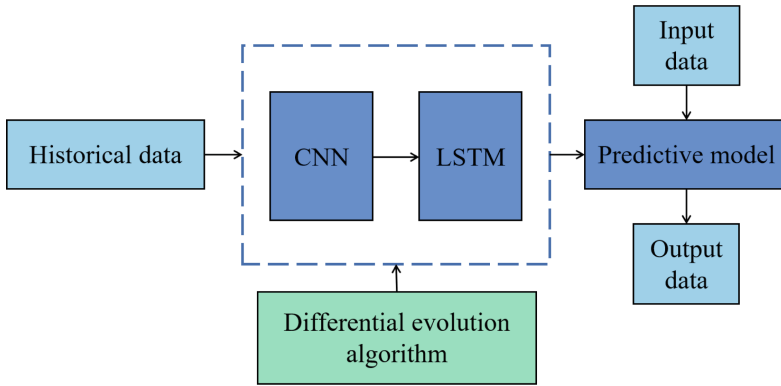 Historical data
CNN
LSTM
Differential evolution
algorithm
Input
data
Predictive model
Output
data